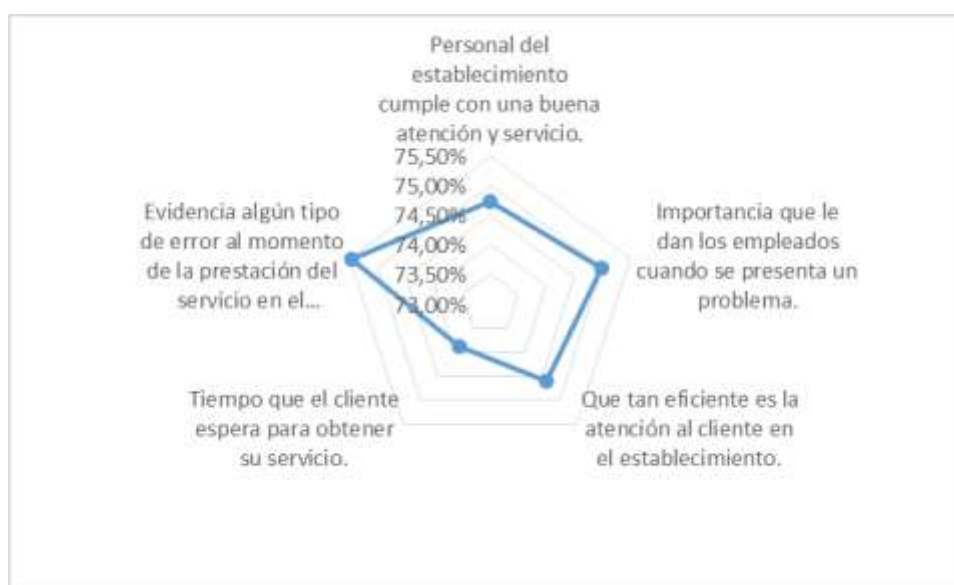 Personal del
establecimiento
cumple con una buena
atención y servicio.
75,50%
75,00%
74,50%
74,00%
73,50%
73,00%
Importancia que le
dan los empleados
cuando se presenta un
problema.
Que tan eficiente es la
atención al cliente en
el establecimiento.
Tiempo que el cliente
espera para obtener
su servicio.
Evidencia algún tipo
de error al momento
de la prestación del
servicio en el...